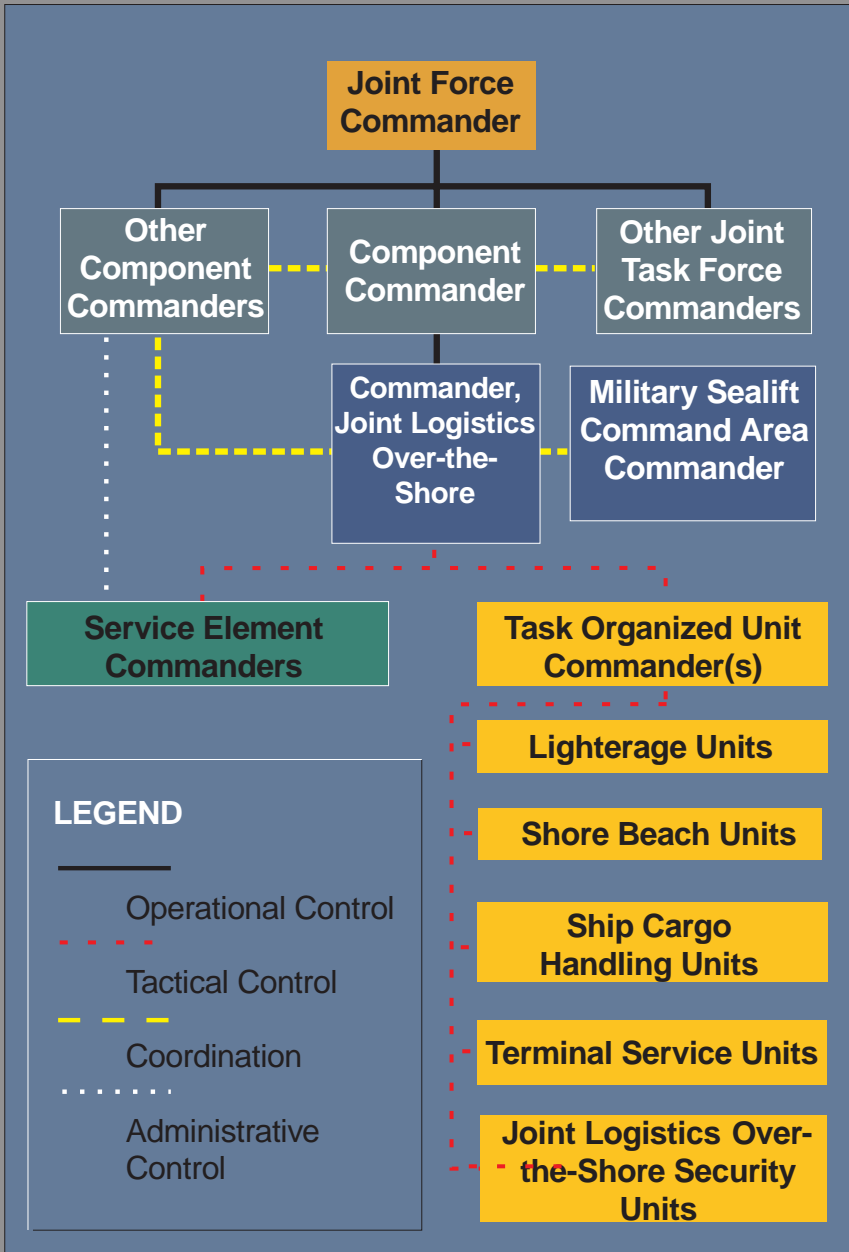 Joint Force
Commander
Other
Component
Commanders
Component
Commander
Other Joint
Task Force
Commanders
Commander,
Joint Logistics
Over-the-
Shore
Military Sealift
Command Area
Commander
Service Element
Commanders
Task Organized Unit
Commander(s)
Lighterage Units
Shore Beach Units
Ship Cargo
Handling Units
Terminal Service Units
Joint Logistics Over-
the-Shore Security
Units
LEGEND
Operational Control
Tactical Control
Coordination
Administrative
Control